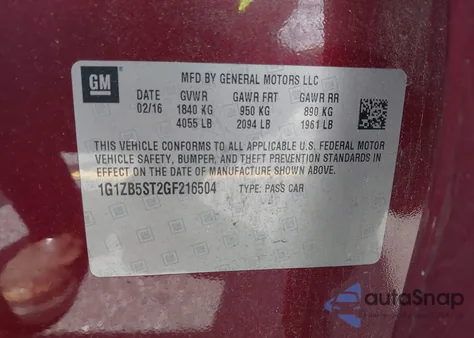 GM
MFD BY GENERAL MOTORS LLC
DATE GVWR GAWR FRT GAWR RR
02/16 1840 KG 950 KG 890 KG
4055 LB 2094 LB 1961 LB
THIS VEHICLE CONFORMS TO ALL APPLICABLE U.S. FEDERAL MOTOR
VEHICLE SAFETY, BUMPER, AND THEFT PREVENTION STANDARDS IN
EFFECT ON THE DATE OF MANUFACTURE SHOWN ABOVE.
1G1ZB5ST2GF216504 TYPE: PASS CAR
autaSnap